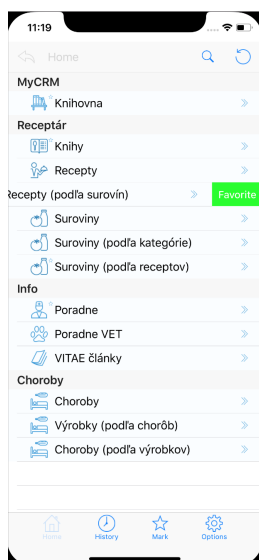 11:19
Home
MyCRM
Knihovna
Receptár
Knihy
Recepty
Recepty (podľa surovín)
Favorite
Suroviny
Suroviny (podľa kategórie)
Suroviny (podľa receptov)
Info
Poradne
Poradne VET
VITAE články
Choroby
Choroby
Výrobky (podľa chorôb)
Choroby (podľa výrobkov)
Home
History
Mark
Options